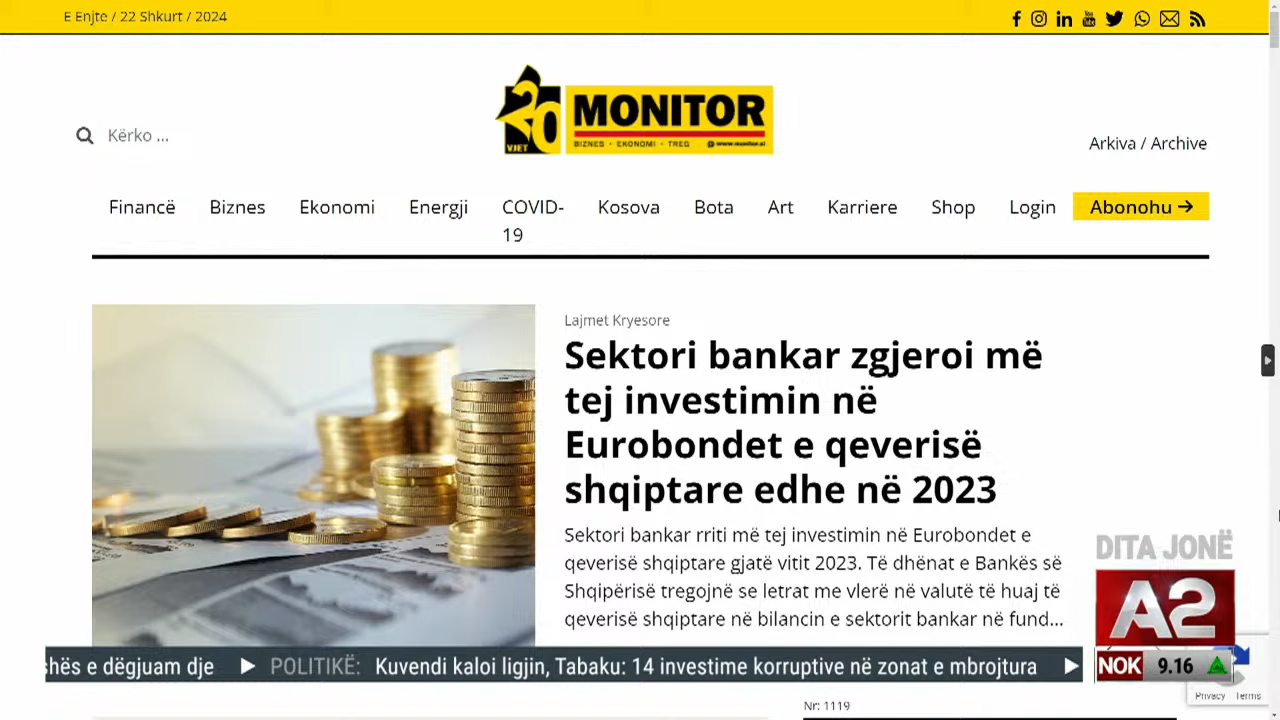 E Enjte / 22 Shkurt / 2024
20
VJET
MONITOR
BIZNES • EKONOMI • TREG @www.monitor.al
Kërko ...
Arkiva / Archive
Financë Biznes Ekonomi Energji COVID-19 Kosova Bota Art Karriere Shop Login Abonohu →
Lajmet Kryesore
Sektori bankar zgjeroi më
tej investimin në
Eurobondet e qeverisë
shqiptare edhe në 2023
Sektori bankar rriti më tej investimin në Eurobondet e
qeverisë shqiptare gjatë vitit 2023. Të dhënat e Bankës së
Shqipërisë tregojnë se letrat me vlerë në valutë të huaj të
qeverisë shqiptare në bilancin e sektorit bankar në fund...
DITA JONË
A2
shës e dëgjuam dje ▶ POLITIKË: Kuvendi kaloi ligjin, Tabaku: 14 investime korruptive në zonat e mbrojtura ▶
NOK 9.16
Privacy Terms
Nr: 1119